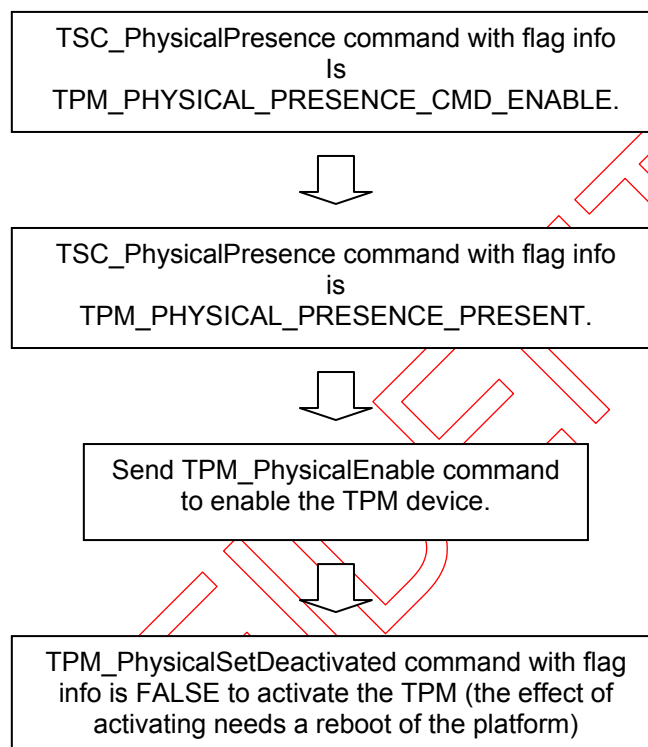 TSC_PhysicalPresence command with flag info
Is
TPM_PHYSICAL_PRESENCE_CMD_ENABLE.
TSC_PhysicalPresence command with flag info
is
TPM_PHYSICAL_PRESENCE_PRESENT.
Send TPM_PhysicalEnable command
to enable the TPM device.
TPM_PhysicalSetDeactivated command with flag
info is FALSE to activate the TPM (the effect of
activating needs a reboot of the platform)